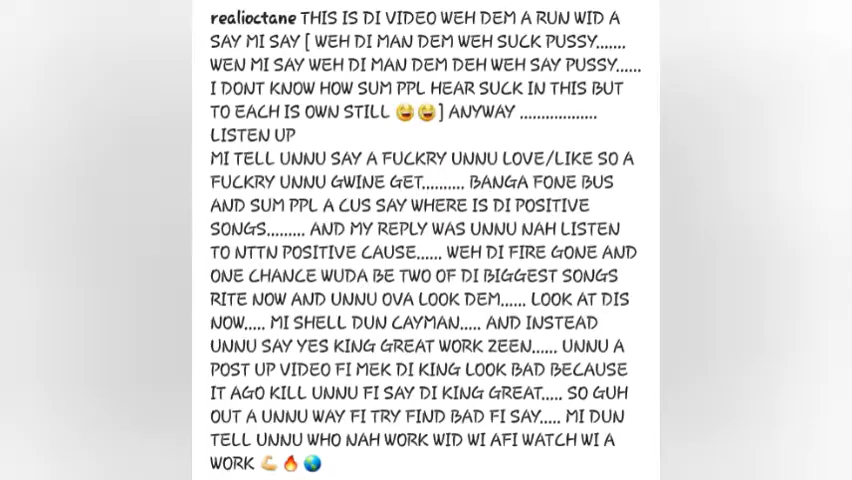 realioctane THIS IS DI VIDEO WEH DEM A RUN WID A
SAY MI SAY [ WEH DI MAN DEM WEH SUCK PUSSY.......
WEN MI SAY WEH DI MAN DEM DEH WEH SAY PUSSY......
I DONT KNOW HOW SUM PPL HEAR SUCK IN THIS BUT
TO EACH IS OWN STILL 😆😆] ANYWAY ..................
LISTEN UP
MI TELL UNNU SAY A FUCKRY UNNU LOVE/LIKE SO A
FUCKRY UNNU GWINE GET.......... BANGA FONE BUS
AND SUM PPL A CUS SAY WHERE IS DI POSITIVE
SONGS......... AND MY REPLY WAS UNNU NAH LISTEN
TO NTTN POSITIVE CAUSE...... WEH DI FIRE GONE AND
ONE CHANCE WUDA BE TWO OF DI BIGGEST SONGS
RITE NOW AND UNNU OVA LOOK DEM...... LOOK AT DIS
NOW..... MI SHELL DUN CAYMAN..... AND INSTEAD
UNNU SAY YES KING GREAT WORK ZEEN...... UNNU A
POST UP VIDEO FI MEK DI KING LOOK BAD BECAUSE
IT AGO KILL UNNU FI SAY DI KING GREAT..... SO GUH
OUT A UNNU WAY FI TRY FIND BAD FI SAY..... MI DUN
TELL UNNU WHO NAH WORK WID WI AFI WATCH WI A
WORK 💪🔥🌎